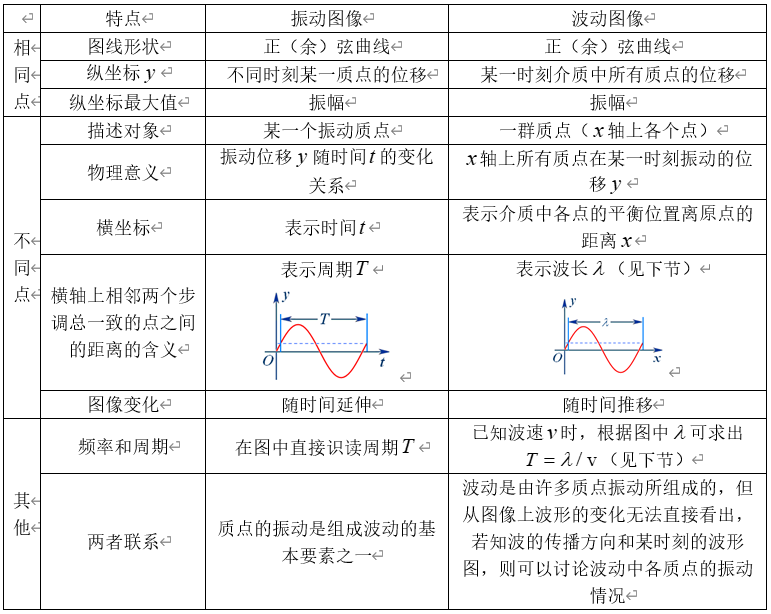 特点 振动图像 波动图像
相同点
图线形状 正（余）弦曲线 正（余）弦曲线
纵坐标 y 不同时刻某一质点的位移 某一时刻介质中所有质点的位移
纵坐标最大值 振幅 振幅
不同点
描述对象 某一个振动质点 一群质点（x轴上各个点）
物理意义
振动位移 y 随时间 t 的变化
关系
x轴上所有质点在某一时刻振动的位
移 y
横坐标 表示时间 t
表示介质中各点的平衡位置离原点的
距离 x
横轴上相邻两个步
调总一致的点之间
的距离的含义
表示周期 T
y
T
O
t
表示波长 λ（见下节）
y
λ
O
x
图像变化 随时间延伸 随时间推移
其他
频率和周期 在图中直接识读周期 T
已知波速 v 时，根据图中 λ 可求出
T = λ / v（见下节）
两者联系
质点的振动是组成波动的基
本要素之一
波动是由许多质点振动所组成的，但
从图像上波形的变化无法直接看出，
若知波的传播方向和某时刻的波形
图，则可以讨论波动中各质点的振动
情况